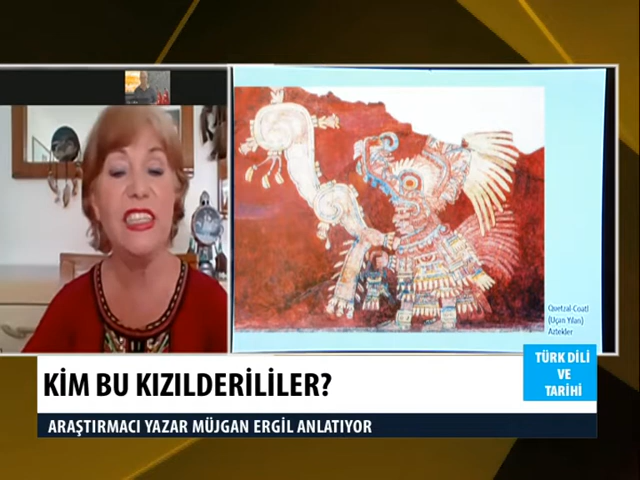 Quetzal-Coatl
(Uçan Yılan)
Aztekler
TÜRK DİLİ
VE
TARİHİ
KİM BU KIZILDERİLİLER?
ARAŞTIRMACI YAZAR MÜJGAN ERGİL ANLATIYOR